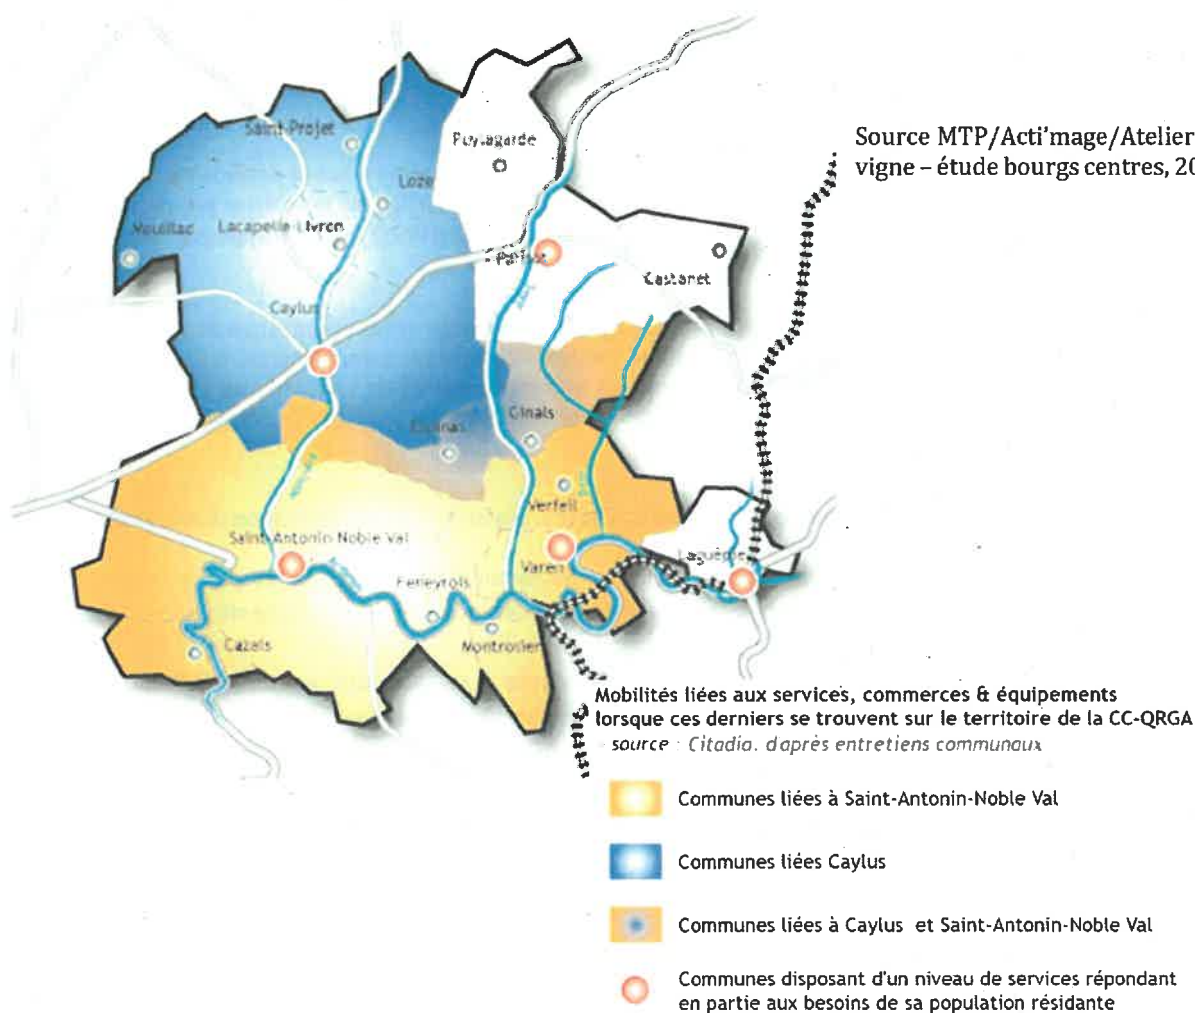 Source MTP/Acti'mage/Atelier
vigne – étude bourgs centres, 20
Saint-Projet
Puylagarde
Loze
Mouillac
Lacapelle-Livron
Parisot
Castanet
Caylus
Ginals
Espinas
Verfeil
Saint-Antonin Noble Val
Varen
Laguépie
Feneyrols
Montrosier
Cazals
Mobilités liées aux services, commerces & équipements
lorsque ces derniers se trouvent sur le territoire de la CC-QRGA
source : Citadia, d'après entretiens communaux
Communes liées à Saint-Antonin-Noble Val
Communes liées Caylus
Communes liées à Caylus et Saint-Antonin-Noble Val
Communes disposant d'un niveau de services répondant
en partie aux besoins de sa population résidante